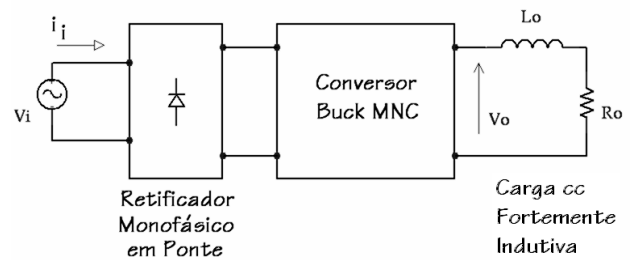 i i
Lo
Vi
Conversor
Buck MNC
Vo
Ro
Retificador
Monofásico
em Ponte
Carga cc
Fortemente
Indutiva